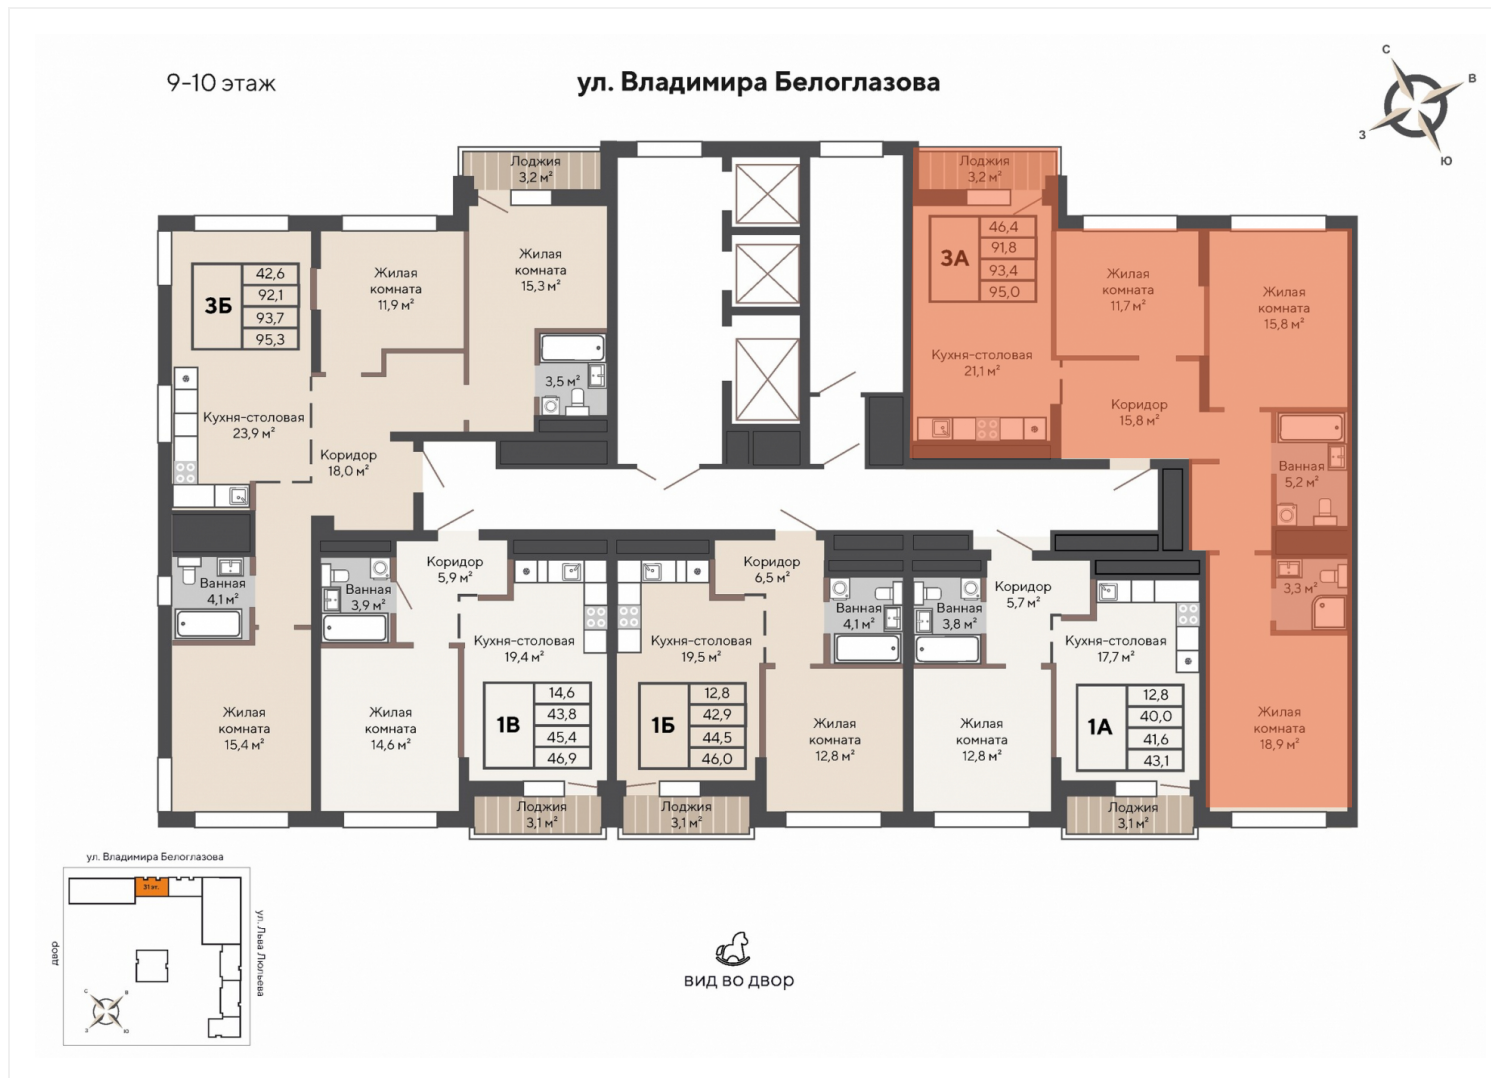 9-10 этаж
ул. Владимира Белоглазова
С
В
З
Ю
Лоджия
3,2 м²
Лоджия
3,2 м²
3Б
42,6
92,1
93,7
95,3
Жилая
комната
11,9 м²
Жилая
комната
15,3 м²
3А
46,4
91,8
93,4
95,0
Жилая
комната
11,7 м²
Жилая
комната
15,8 м²
Кухня-столовая
23,9 м²
3,5 м²
Кухня-столовая
21,1 м²
Коридор
15,8 м²
Коридор
18,0 м²
Ванная
5,2 м²
Ванная
4,1 м²
Ванная
3,9 м²
Коридор
5,9 м²
Коридор
6,5 м²
Ванная
4,1 м²
Ванная
3,8 м²
Коридор
5,7 м²
3,3 м²
Кухня-столовая
19,4 м²
Кухня-столовая
19,5 м²
Кухня-столовая
17,7 м²
Жилая
комната
15,4 м²
Жилая
комната
14,6 м²
1В
14,6
43,8
45,4
46,9
1Б
12,8
42,9
44,5
46,0
Жилая
комната
12,8 м²
Жилая
комната
12,8 м²
1А
12,8
40,0
41,6
43,1
Жилая
комната
18,9 м²
Лоджия
3,1 м²
Лоджия
3,1 м²
Лоджия
3,1 м²
ул. Владимира Белоглазова
31 эт.
двор
ул. Льва Люльева
С
В
З
Ю
вид во двор